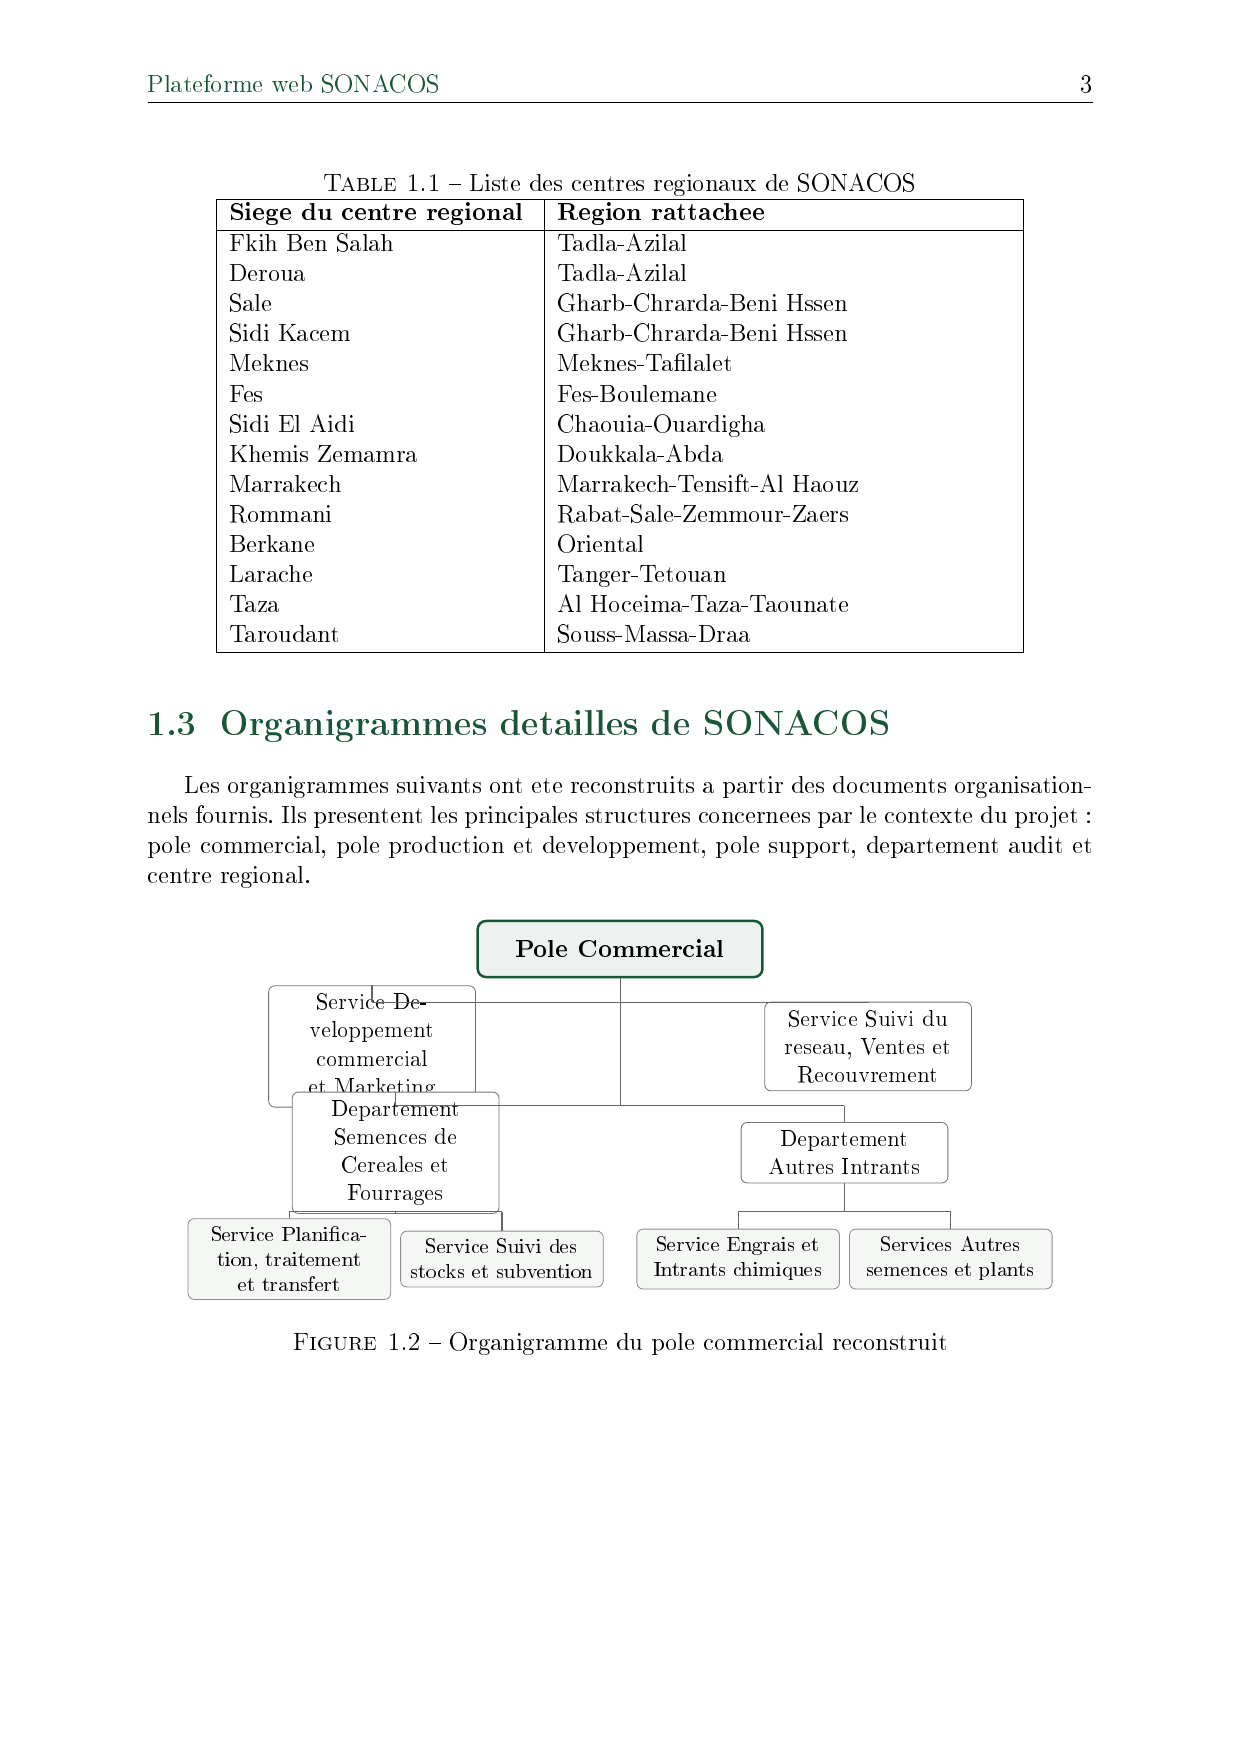 Plateforme web SONACOS 3
TABLE 1.1 – Liste des centres regionaux de SONACOS
Siege du centre regional Region rattachee
Fkih Ben Salah Tadla-Azilal
Deroua Tadla-Azilal
Sale Gharb-Chrarda-Beni Hssen
Sidi Kacem Gharb-Chrarda-Beni Hssen
Meknes Meknes-Tafilalet
Fes Fes-Boulemane
Sidi El Aidi Chaouia-Ouardigha
Khemis Zemamra Doukkala-Abda
Marrakech Marrakech-Tensift-Al Haouz
Rommani Rabat-Sale-Zemmour-Zaers
Berkane Oriental
Larache Tanger-Tetouan
Taza Al Hoceima-Taza-Taounate
Taroudant Souss-Massa-Draa
1.3 Organigrammes detailles de SONACOS
Les organigrammes suivants ont ete reconstruits a partir des documents organisation-
nels fournis. Ils presentent les principales structures concernees par le contexte du projet :
pole commercial, pole production et developpement, pole support, departement audit et
centre regional.
Pole Commercial
Service De-
veloppement
commercial
et Marketing
Service Suivi du
reseau, Ventes et
Recouvrement
Departement
Semences de
Cereales et
Fourrages
Departement
Autres Intrants
Service Planifica-
tion, traitement
et transfert
Service Suivi des
stocks et subvention
Service Engrais et
Intrants chimiques
Services Autres
semences et plants
FIGURE 1.2 – Organigramme du pole commercial reconstruit